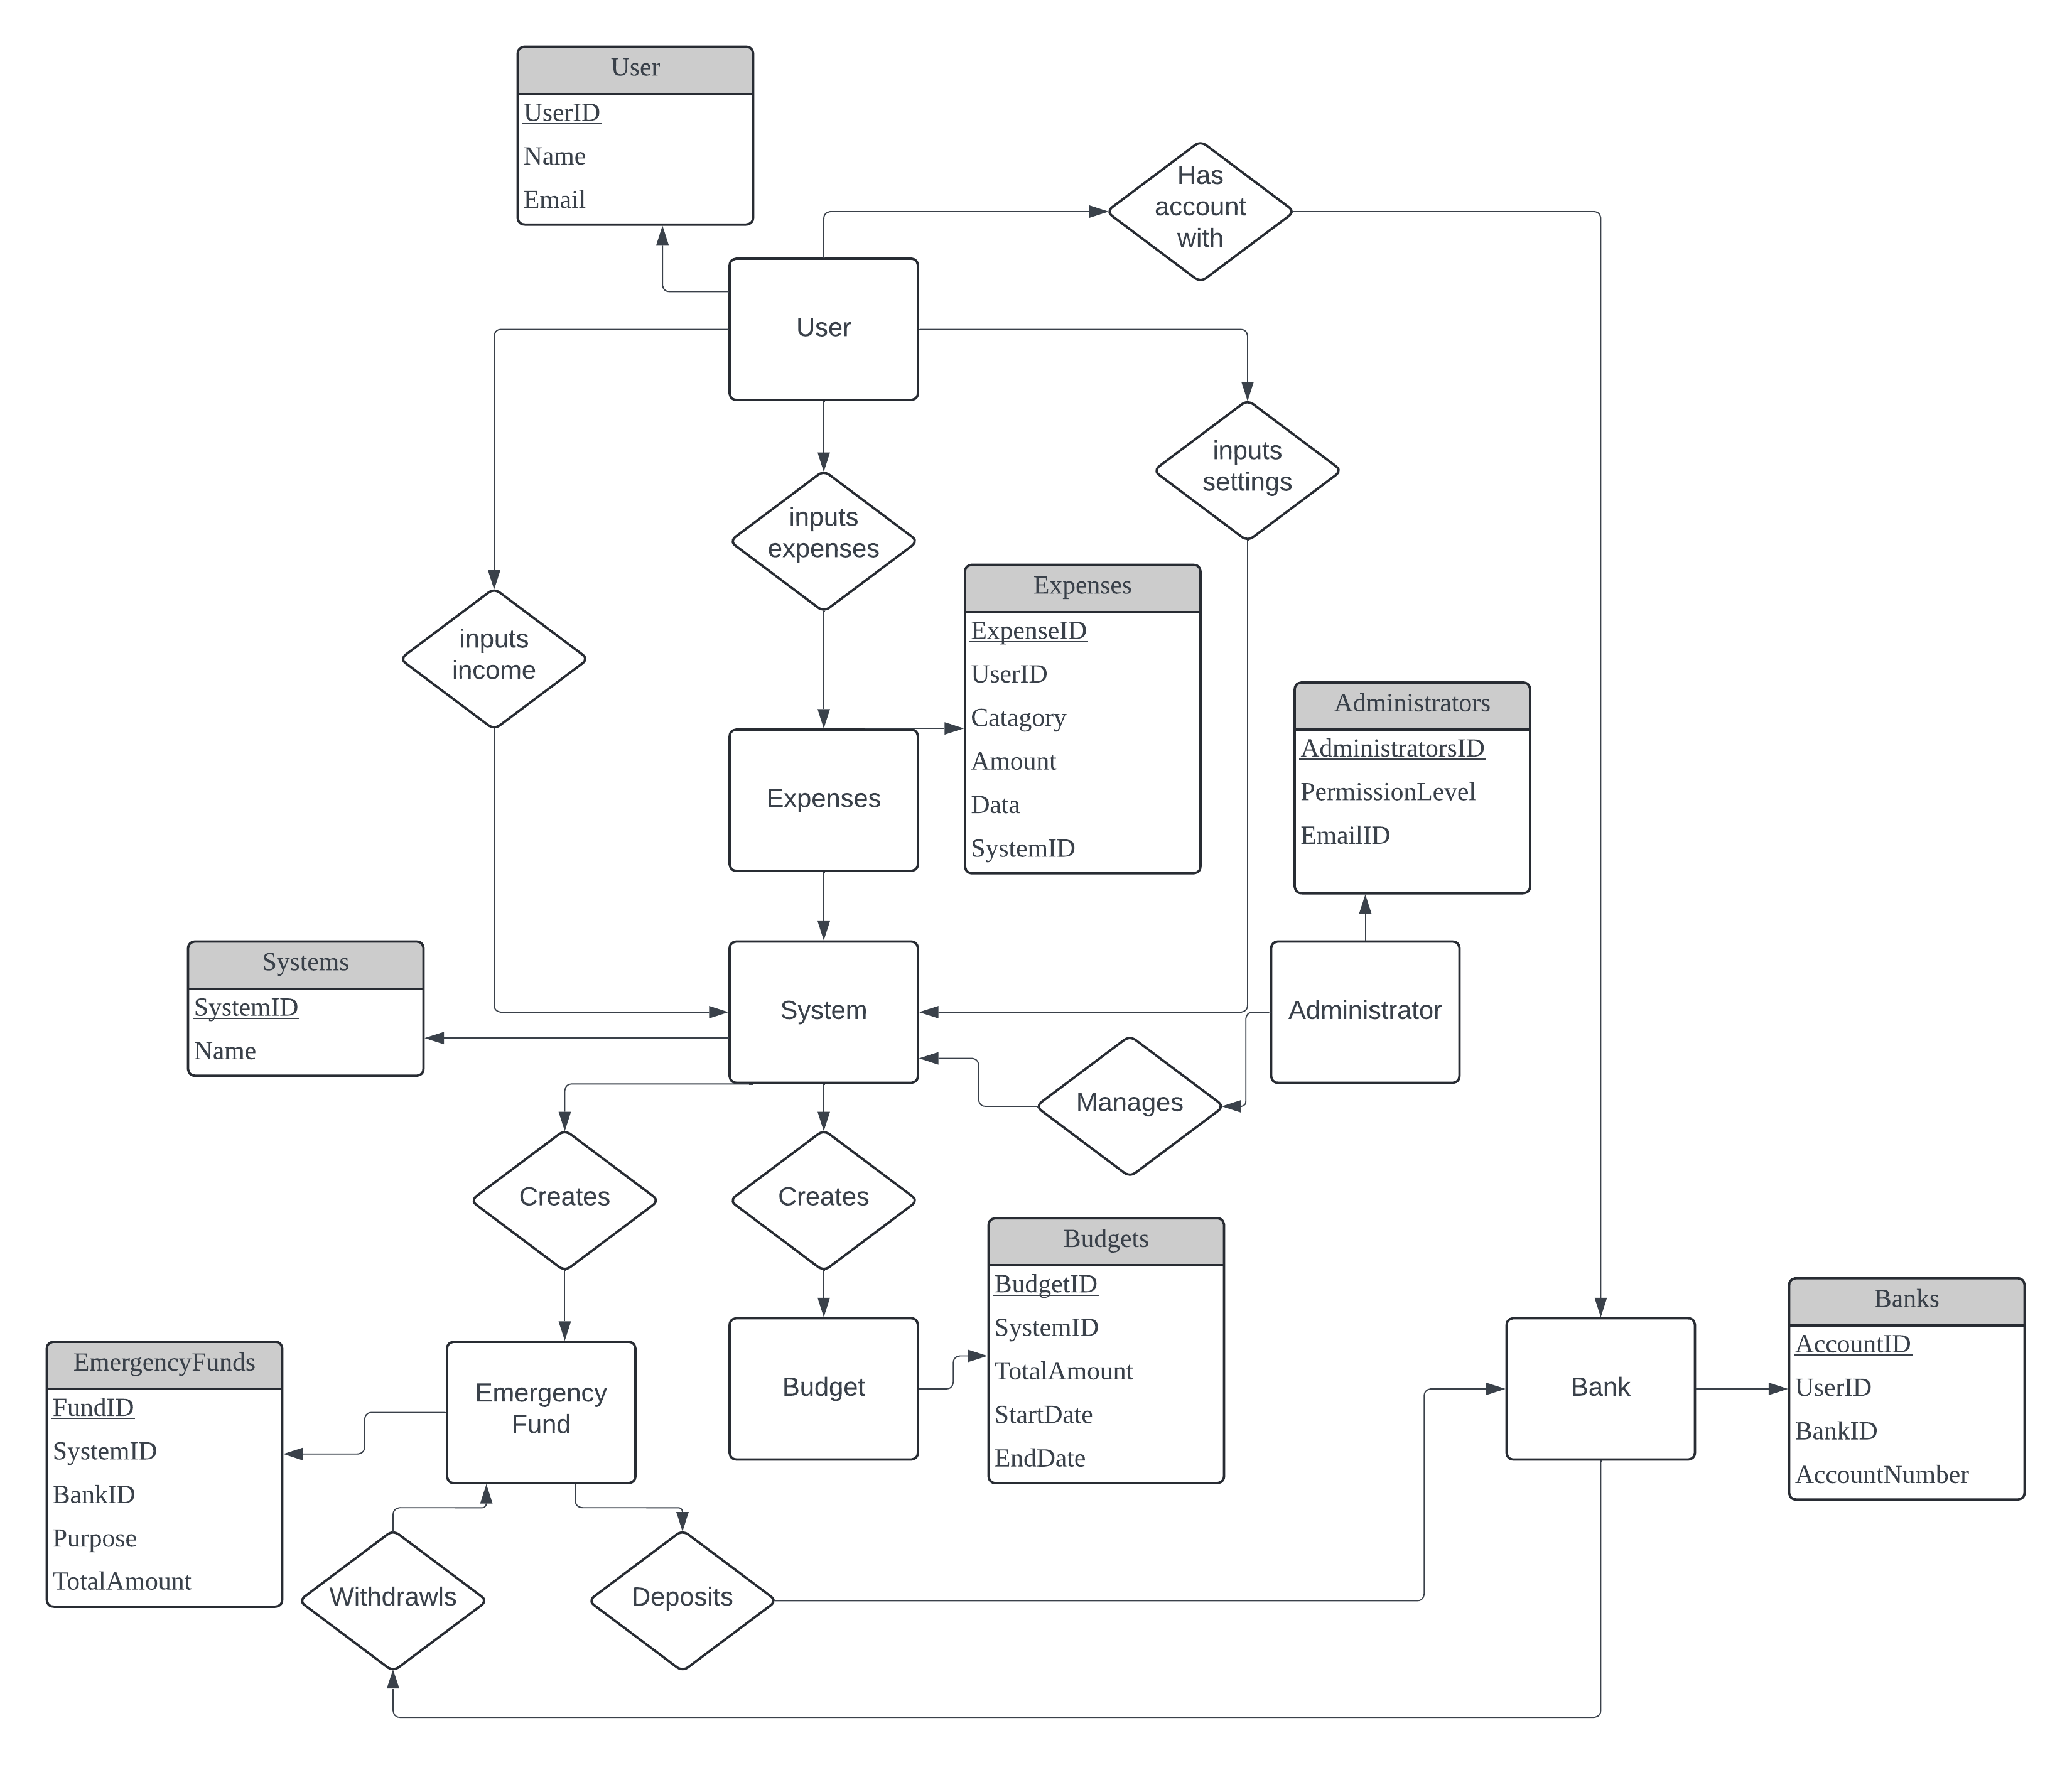 User
UserID
Name
Email
Has
account
with
User
inputs
settings
inputs
expenses
Expenses
ExpenseID
UserID
Catagory
Amount
Data
SystemID
inputs
income
Administrators
AdministratorsID
PermissionLevel
EmailID
Expenses
Systems
SystemID
Name
System
Administrator
Manages
Creates
Creates
Budgets
BudgetID
SystemID
TotalAmount
StartDate
EndDate
Banks
AccountID
UserID
BankID
AccountNumber
EmergencyFunds
FundID
SystemID
BankID
Purpose
TotalAmount
Emergency
Fund
Budget
Bank
Withdrawls
Deposits